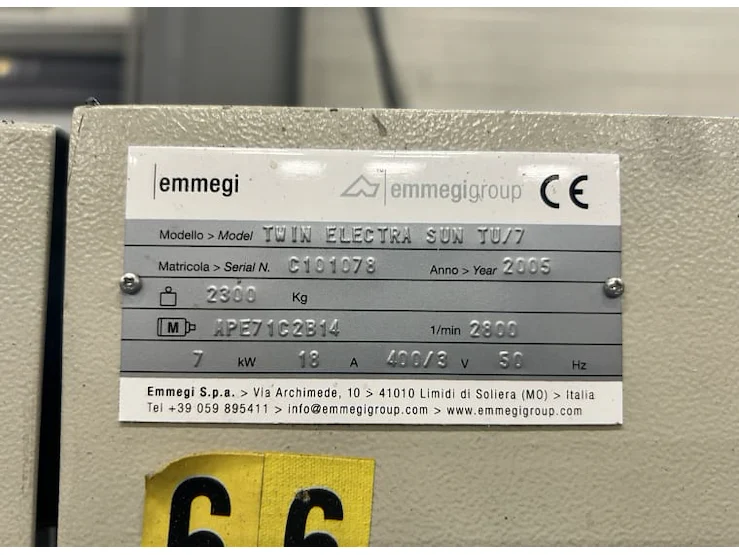 emmegi emmegigroup CE
Modello > Model TWIN ELECTRA SUN TU/7
Matricola > Serial N. C101078 Anno > Year 2005
2300 Kg
M APE71C2B14 1/min 2800
7 kW 18 A 400/3 V 50 Hz
Emmegi S.p.a. > Via Archimede, 10 > 41010 Limidi di Soliera (MO) > Italia
Tel +39 059 895411 > info@emmegigroup.com > www.emmegigroup.com
6 6